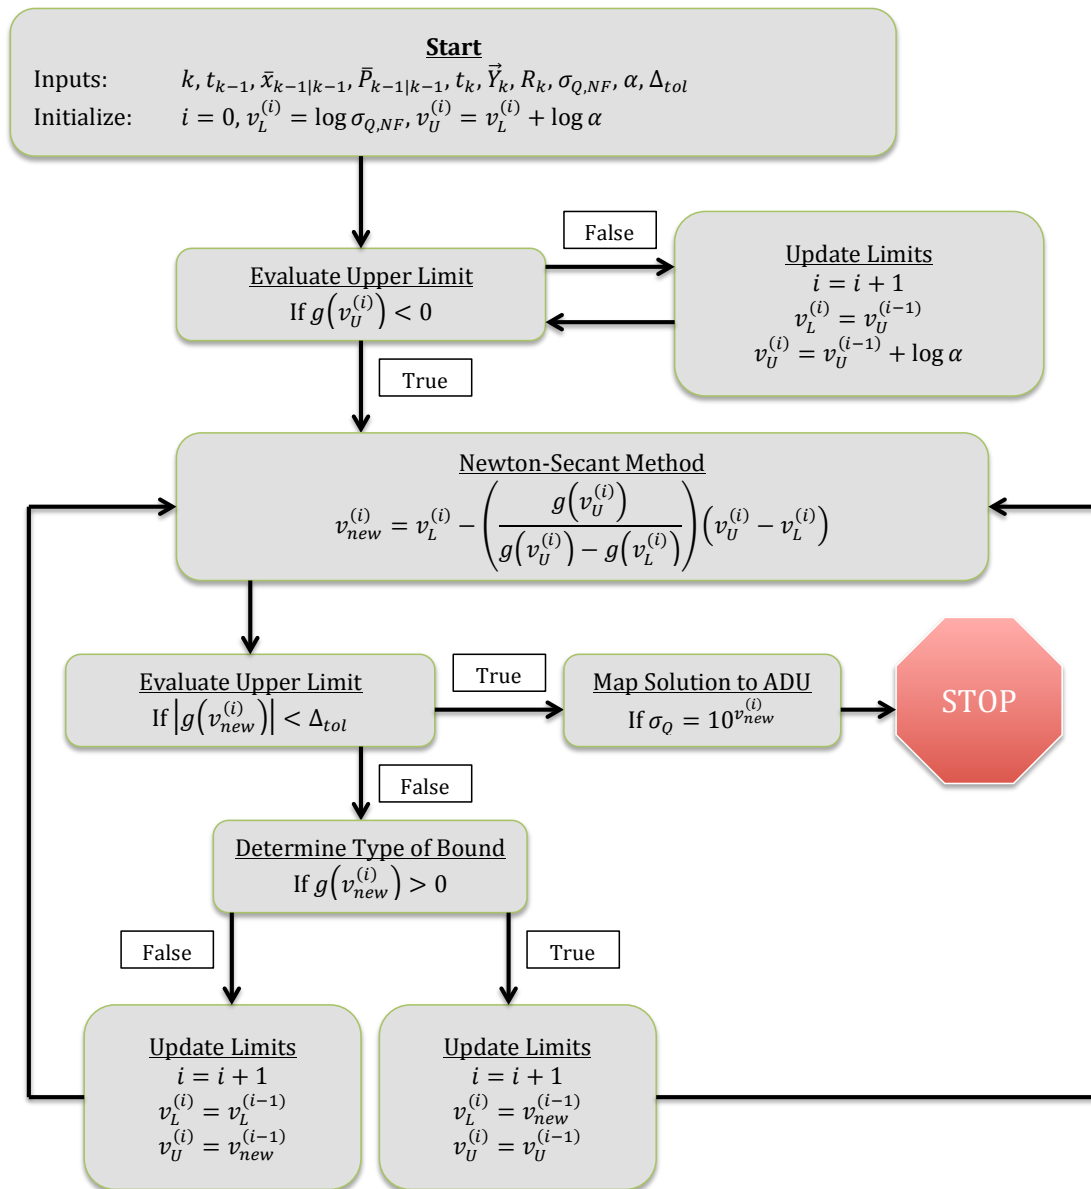 Start
Inputs: k, t_{k-1}, x̄_{k-1|k-1}, P̄_{k-1|k-1}, t_k, Y⃗_k, R_k, σ_{Q,NF}, α, Δ_{tol}
Initialize: i = 0, v_L^{(i)} = log σ_{Q,NF}, v_U^{(i)} = v_L^{(i)} + log α
False
Evaluate Upper Limit
If g(v_U^{(i)}) < 0
Update Limits
i = i + 1
v_L^{(i)} = v_U^{(i-1)}
v_U^{(i)} = v_U^{(i-1)} + log α
True
Newton-Secant Method
v_{new}^{(i)} = v_L^{(i)} − (g(v_U^{(i)}) / (g(v_U^{(i)}) − g(v_L^{(i)}))) (v_U^{(i)} − v_L^{(i)})
Evaluate Upper Limit
If |g(v_{new}^{(i)})| < Δ_{tol}
True
Map Solution to ADU
If σ_Q = 10^{v_{new}^{(i)}}
STOP
False
Determine Type of Bound
If g(v_{new}^{(i)}) > 0
False
True
Update Limits
i = i + 1
v_L^{(i)} = v_L^{(i-1)}
v_U^{(i)} = v_{new}^{(i-1)}
Update Limits
i = i + 1
v_L^{(i)} = v_{new}^{(i-1)}
v_U^{(i)} = v_U^{(i-1)}